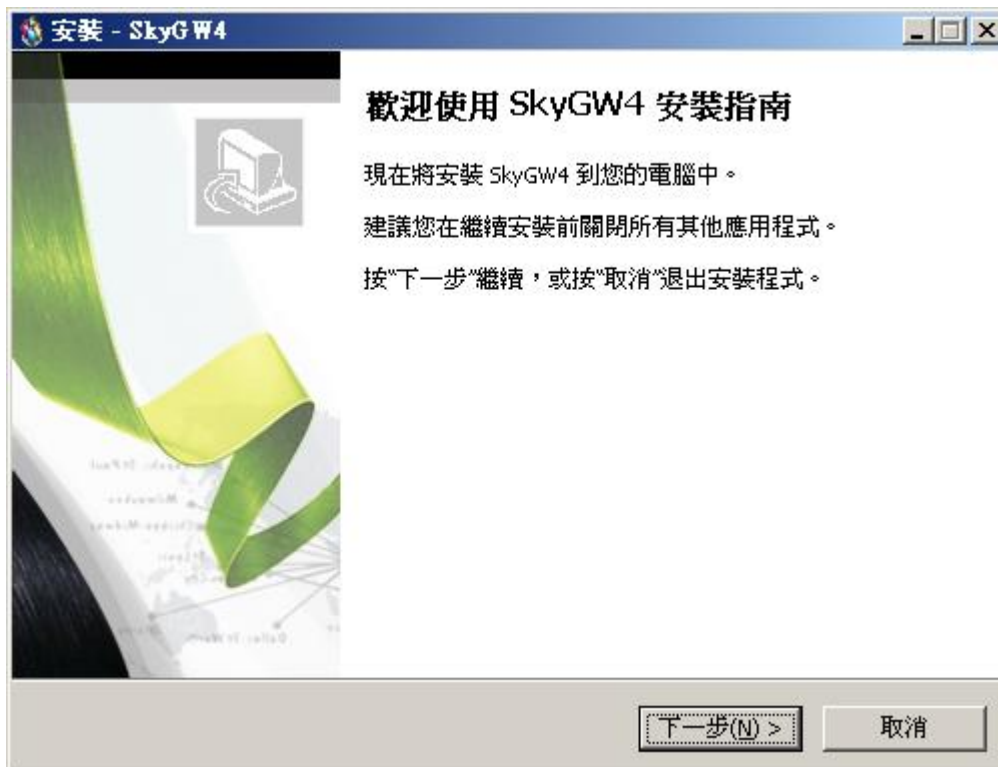 安裝 - SkyGW4
歡迎使用 SkyGW4 安裝指南
現在將安裝 SkyGW4 到您的電腦中。
建議您在繼續安裝前關閉所有其他應用程式。
按"下一步"繼續，或按"取消"退出安裝程式。
下一步(N) >
取消